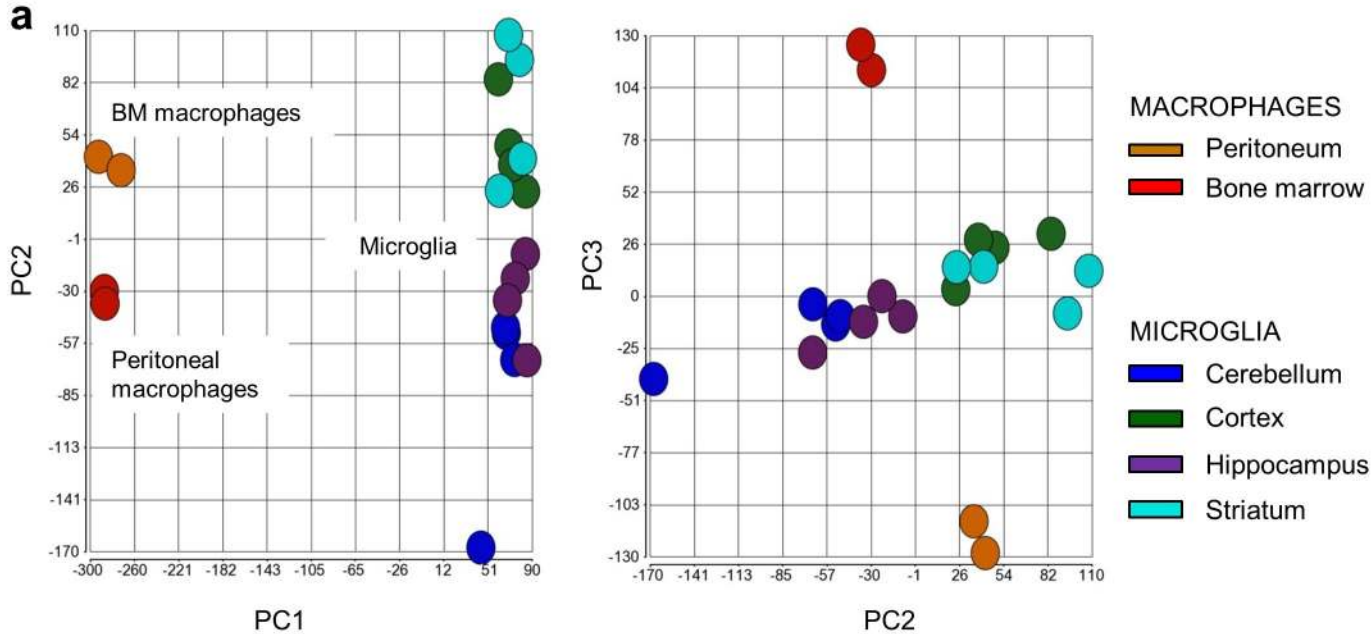 a
110
82
54
26
-1
-30
-57
-85
-113
-141
-170
PC2
BM macrophages
Microglia
Peritoneal
macrophages
-300 -260 -221 -182 -143 -105 -65 -26 12 51 90
PC1
130
104
78
52
26
0
-25
-51
-77
-103
-130
PC3
-170 -141 -113 -85 -57 -30 -1 26 54 82 110
PC2
MACROPHAGES
Peritoneum
Bone marrow
MICROGLIA
Cerebellum
Cortex
Hippocampus
Striatum